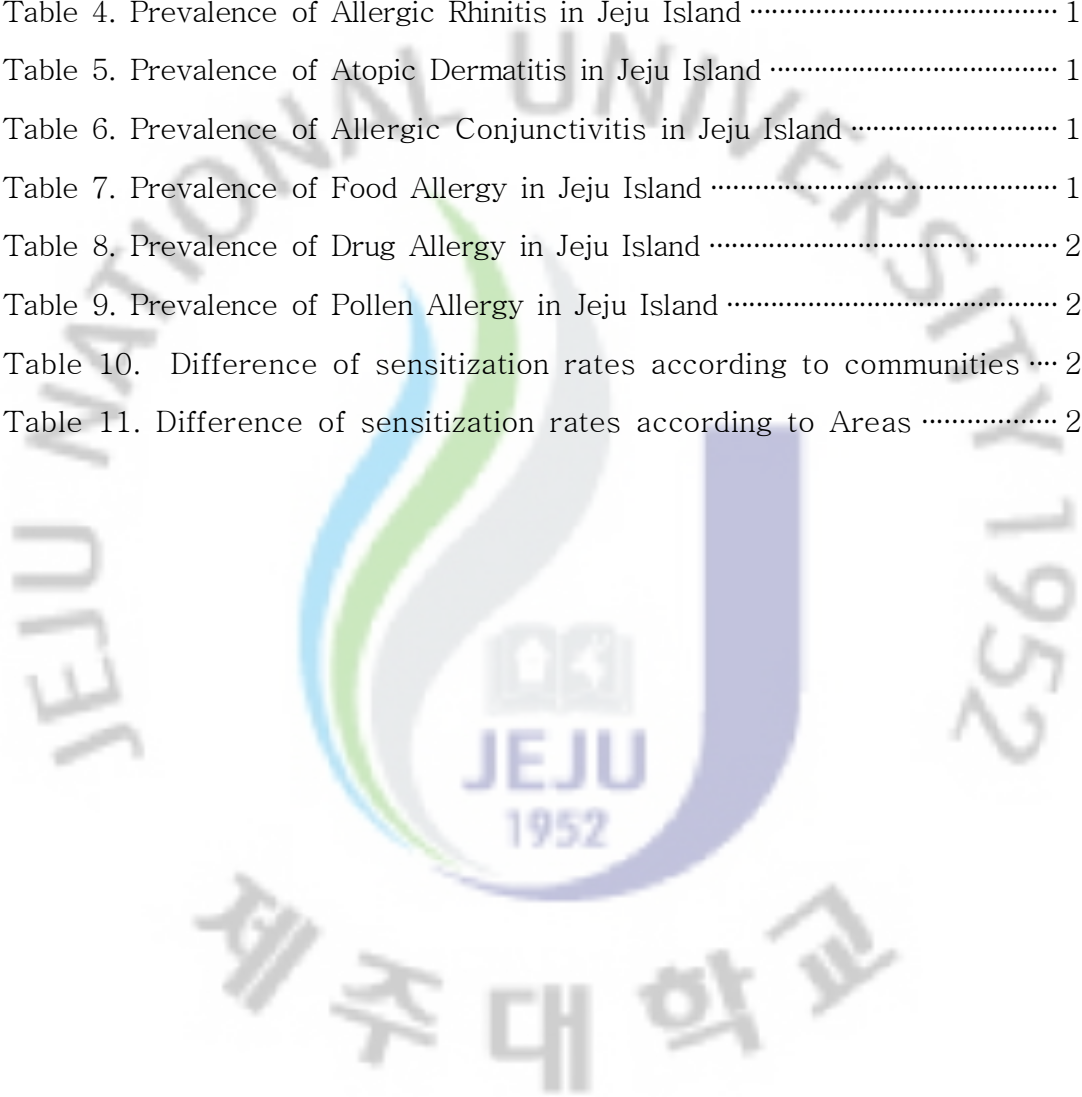 Table 4. Prevalence of Allergic Rhinitis in Jeju Island ········································ 1
Table 5. Prevalence of Atopic Dermatitis in Jeju Island ····································· 1
Table 6. Prevalence of Allergic Conjunctivitis in Jeju Island ··························· 1
Table 7. Prevalence of Food Allergy in Jeju Island ············································· 1
Table 8. Prevalence of Drug Allergy in Jeju Island ············································· 2
Table 9. Prevalence of Pollen Allergy in Jeju Island ··········································· 2
Table 10. Difference of sensitization rates according to communities ···· 2
Table 11. Difference of sensitization rates according to Areas ················· 2
JEJU NATIONAL UNIVERSITY 1952
JEJU
1952
제주대학교